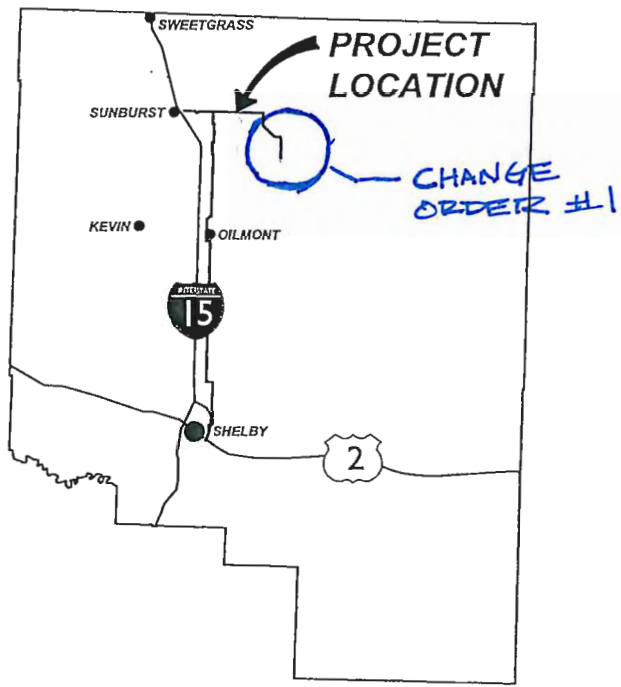 SWEETGRASS
PROJECT
LOCATION
SUNBURST
CHANGE
ORDER #1
KEVIN
OILMONT
INTERSTATE
15
SHELBY
2